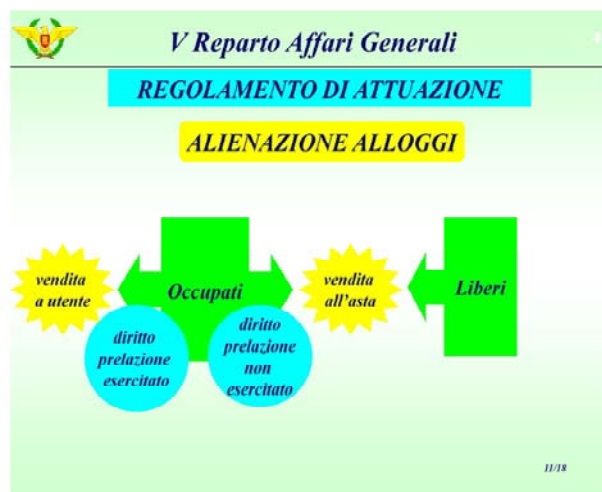 V Reparto Affari Generali
REGOLAMENTO DI ATTUAZIONE
ALIENAZIONE ALLOGGI
vendita
a utente
Occupati
vendita
all'asta
Liberi
diritto
prelazione
esercitato
diritto
prelazione
non
esercitato
11/18